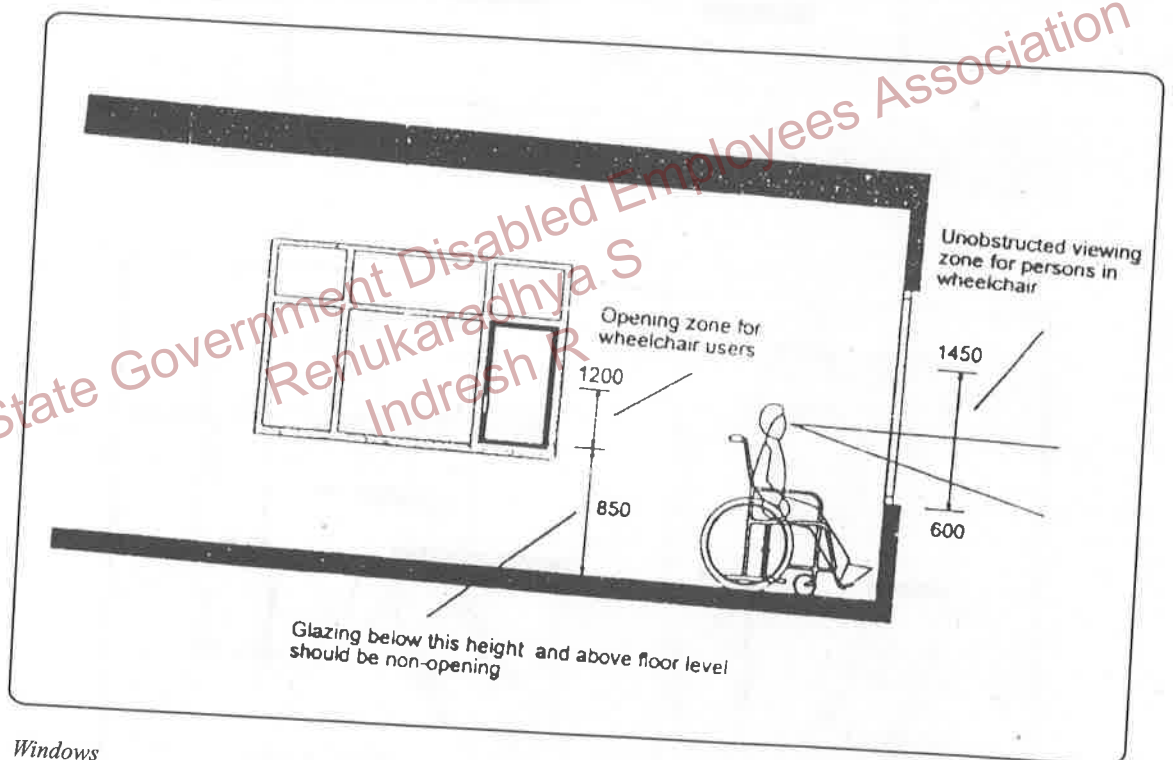 State Government Disabled Employees Association
Renukaradhya S
Indresh R
Unobstructed viewing
zone for persons in
wheelchair
Opening zone for
wheelchair users
1200
1450
850
600
Glazing below this height and above floor level
should be non-opening
Windows